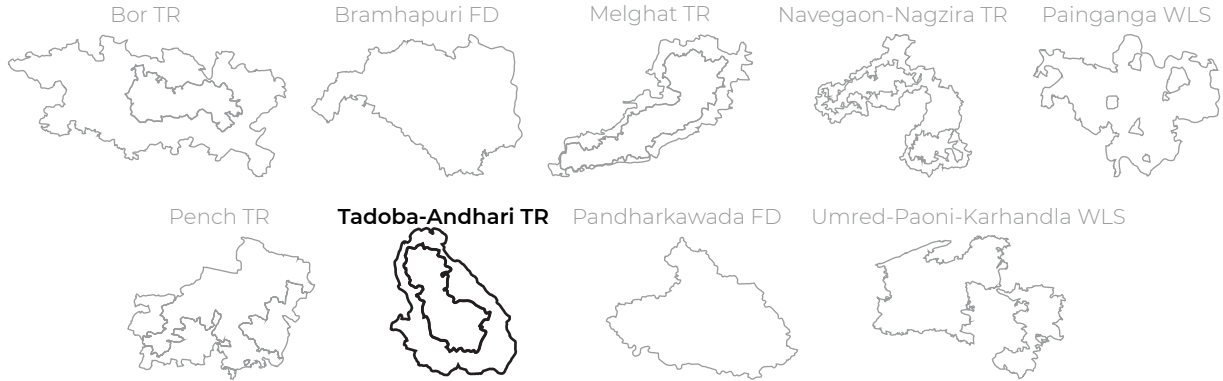 Bor TR
Bramhapuri FD
Melghat TR
Navegaon-Nagzira TR
Painganga WLS
Pench TR
Tadoba-Andhari TR
Pandharkawada FD
Umred-Paoni-Karhandla WLS